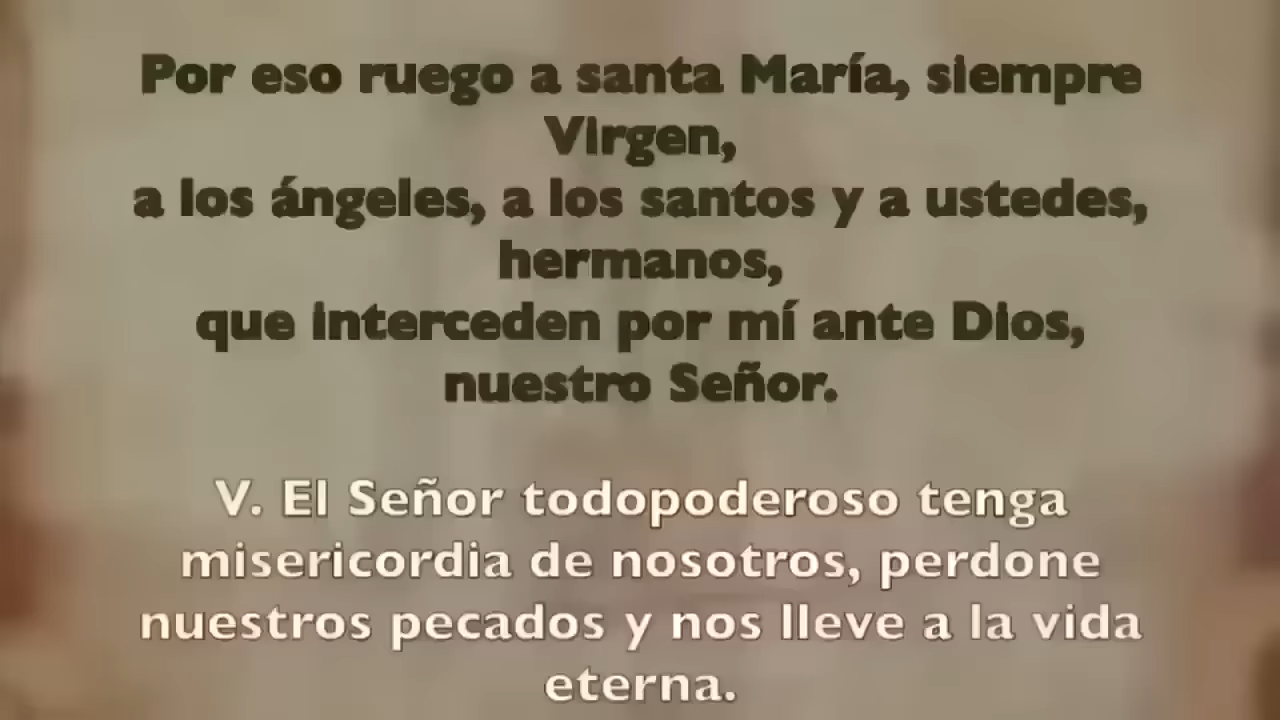 Por eso ruego a santa María, siempre
Virgen,
a los ángeles, a los santos y a ustedes,
hermanos,
que interceden por mí ante Dios,
nuestro Señor.
V. El Señor todopoderoso tenga
misericordia de nosotros, perdone
nuestros pecados y nos lleve a la vida
eterna.